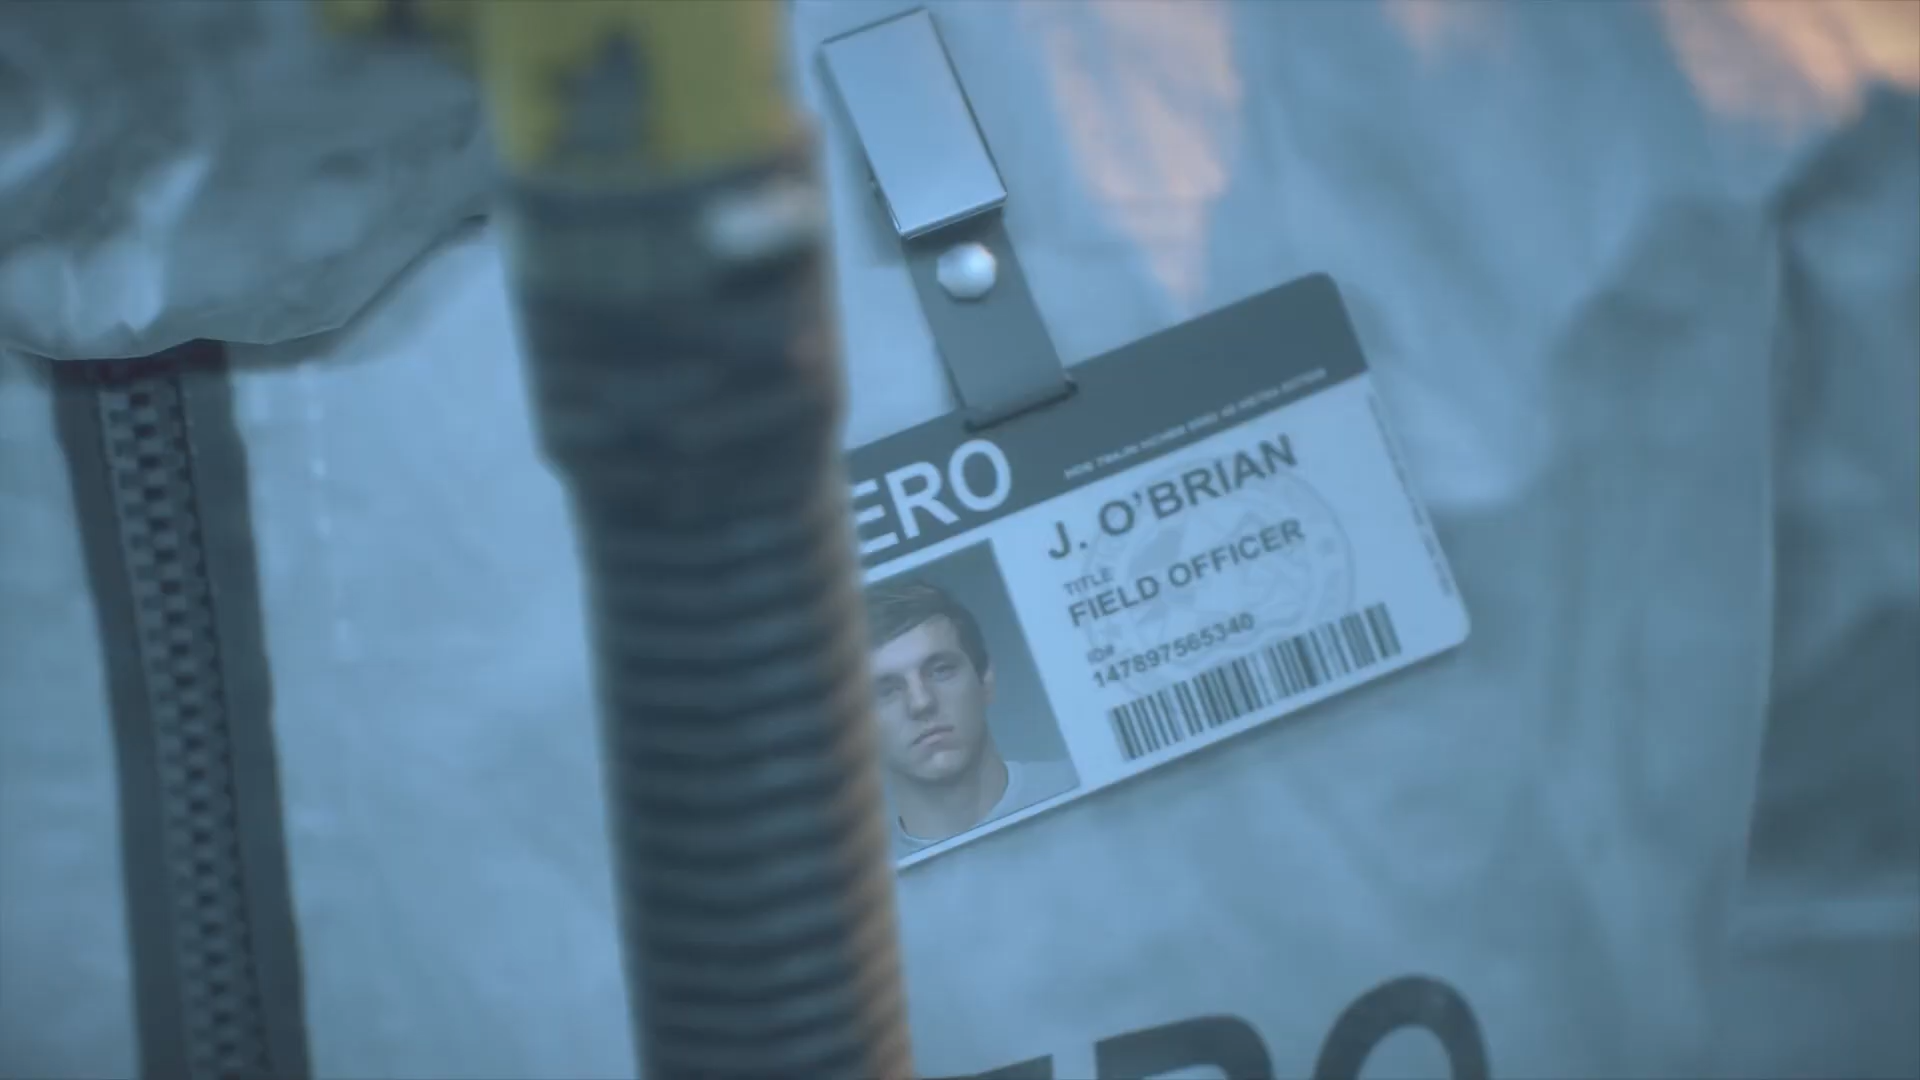 ERO
J. O'BRIAN
TITLE
FIELD OFFICER
ID#
147897565340
ERO